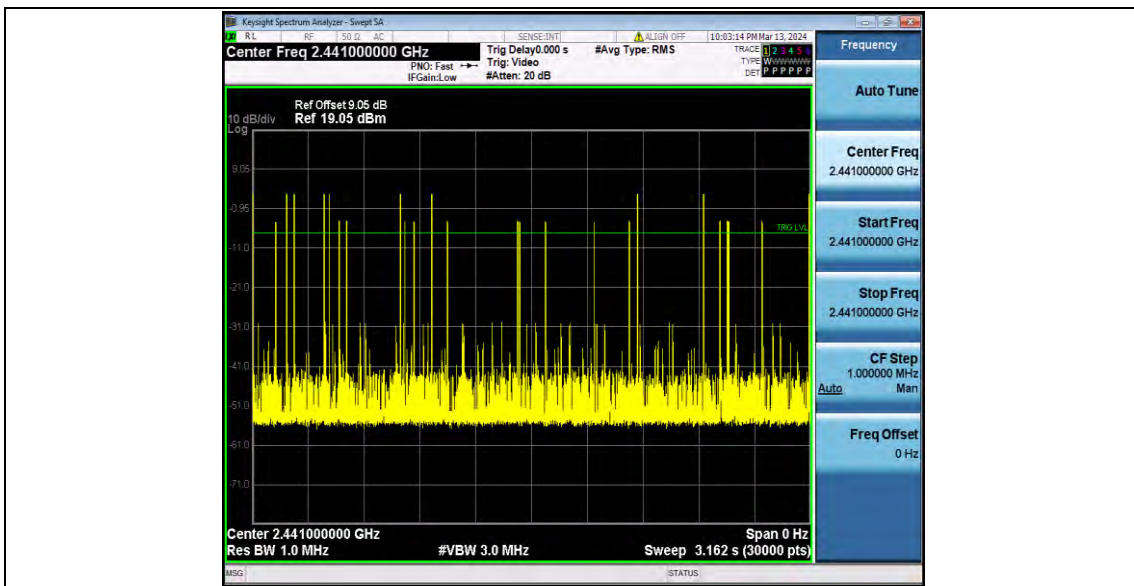 Keysight Spectrum Analyzer - Swept SA
RL RF 50 Ω AC SENSE:INT ALIGN OFF 10:03:14 PM Mar 13, 2024
Center Freq 2.441000000 GHz
PNO: Fast
IFGain:Low
Trig Delay0.000 s
Trig: Video
#Atten: 20 dB
#Avg Type: RMS
TRACE 1 2 3 4 5 6
TYPE
DET P P P P P P
Ref Offset 9.05 dB
10 dB/div Ref 19.05 dBm
Log
9.05
-0.95
TRIG LVL
-11.0
-21.0
-31.0
-41.0
-51.0
-61.0
-71.0
Center 2.441000000 GHz Span 0 Hz
Res BW 1.0 MHz #VBW 3.0 MHz Sweep 3.162 s (30000 pts)
MSG STATUS
Frequency
Auto Tune
Center Freq
2.441000000 GHz
Start Freq
2.441000000 GHz
Stop Freq
2.441000000 GHz
CF Step
1.000000 MHz
Auto Man
Freq Offset
0 Hz